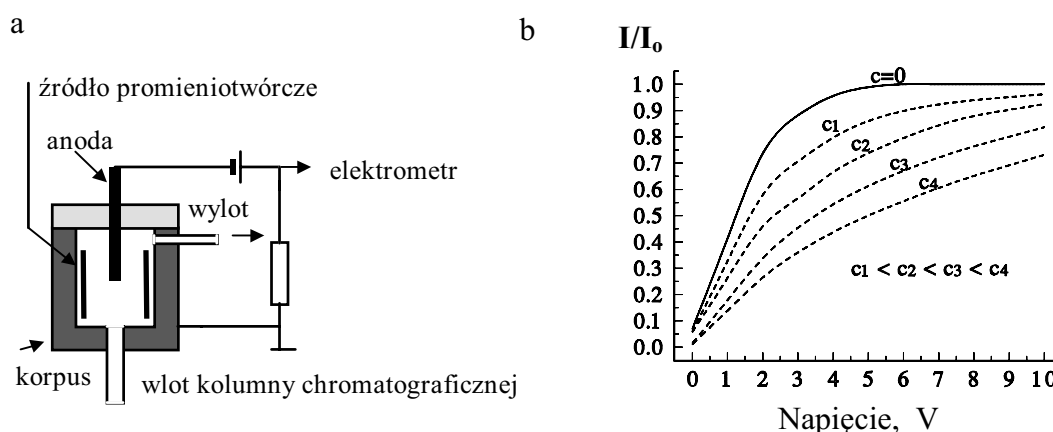 a
źródło promieniotwórcze
anoda
elektrometr
wylot
korpus
wlot kolumny chromatograficznej
b
I/Io
1.0
0.9
0.8
0.7
0.6
0.5
0.4
0.3
0.2
0.1
0.0
c=0
c1
c2
c3
c4
c1 < c2 < c3 < c4
0 1 2 3 4 5 6 7 8 9 10
Napięcie, V